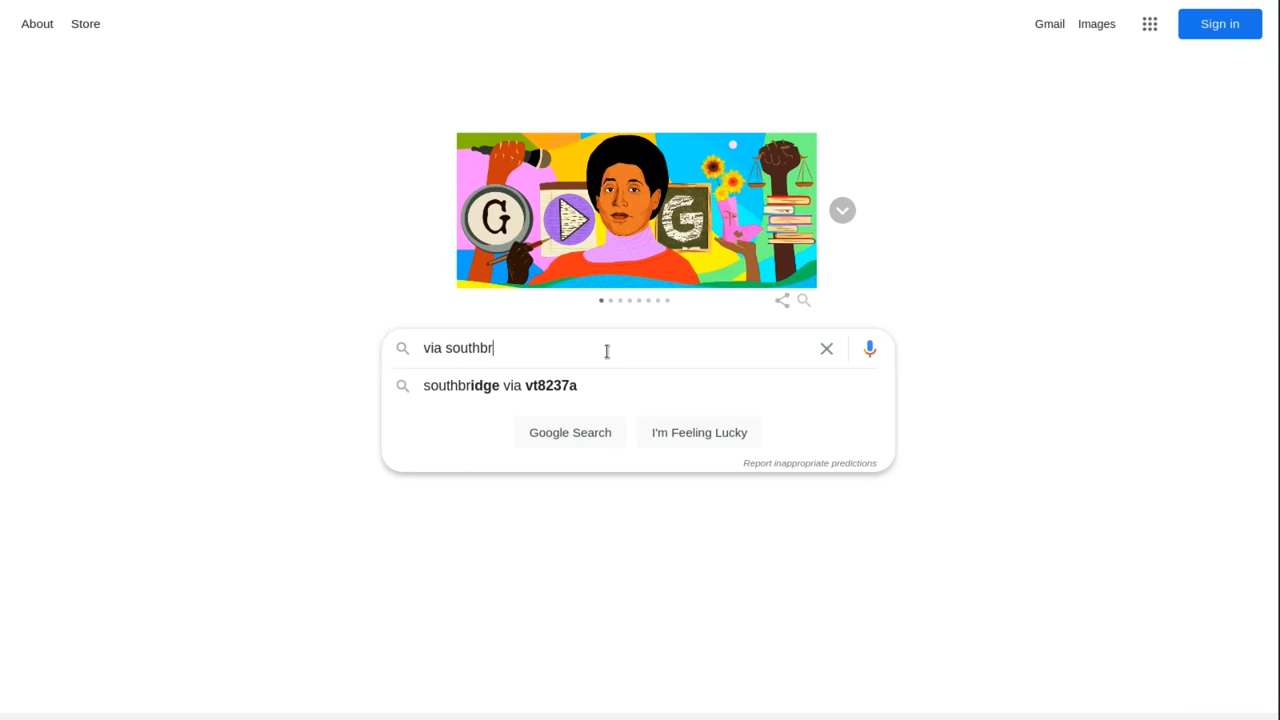 About Store Gmail Images Sign in
G G
via southbr
southbridge via vt8237a
Google Search I'm Feeling Lucky
Report inappropriate predictions